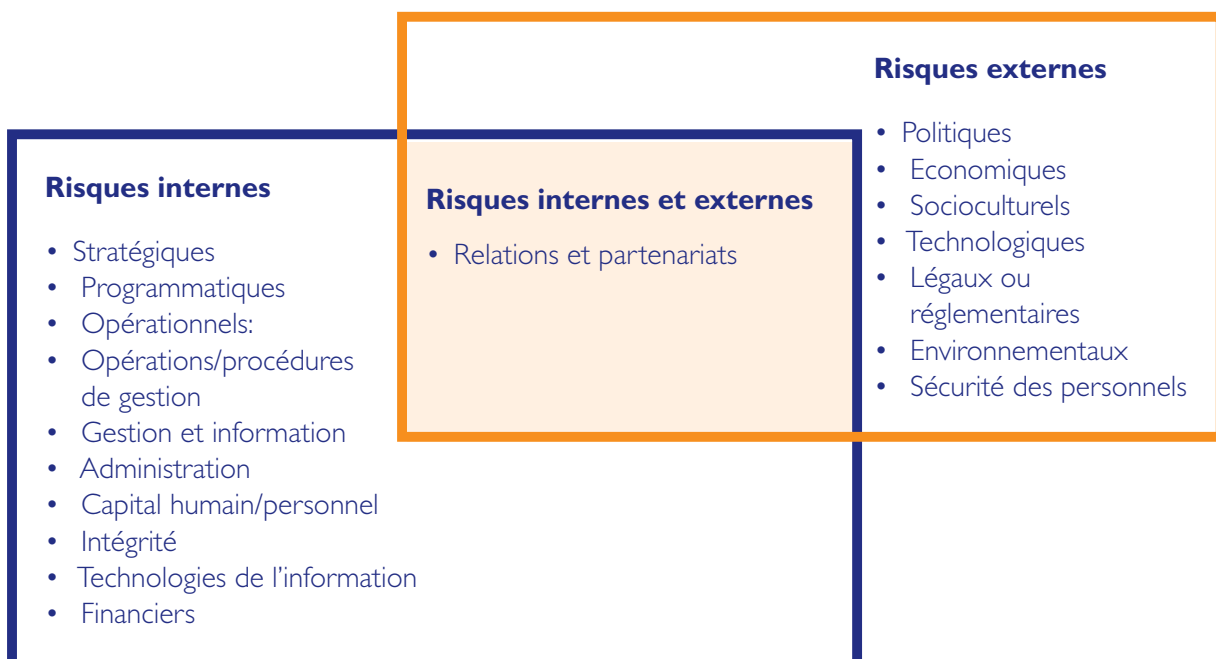 Risques internes
• Stratégiques
• Programmatiques
• Opérationnels:
• Opérations/procédures
de gestion
• Gestion et information
• Administration
• Capital humain/personnel
• Intégrité
• Technologies de l'information
• Financiers
Risques internes et externes
• Relations et partenariats
Risques externes
• Politiques
• Economiques
• Socioculturels
• Technologiques
• Légaux ou
réglementaires
• Environnementaux
• Sécurité des personnels